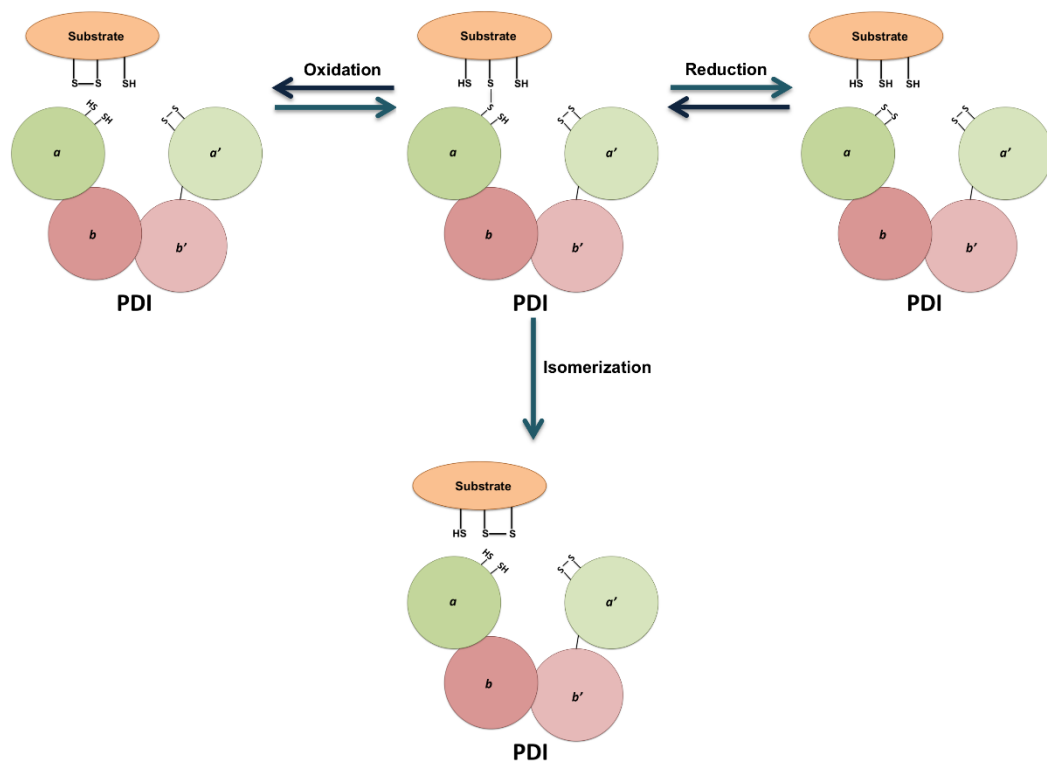 Substrate
Substrate
Substrate
S S SH
HS S SH
HS SH SH
Oxidation
Reduction
HS SH
S S
S SH
S S
S S
S S
a
a'
a
a'
a
a'
b
b'
b
b'
b
b'
PDI
PDI
PDI
Isomerization
Substrate
HS S S
HS SH
S S
a
a'
b
b'
PDI